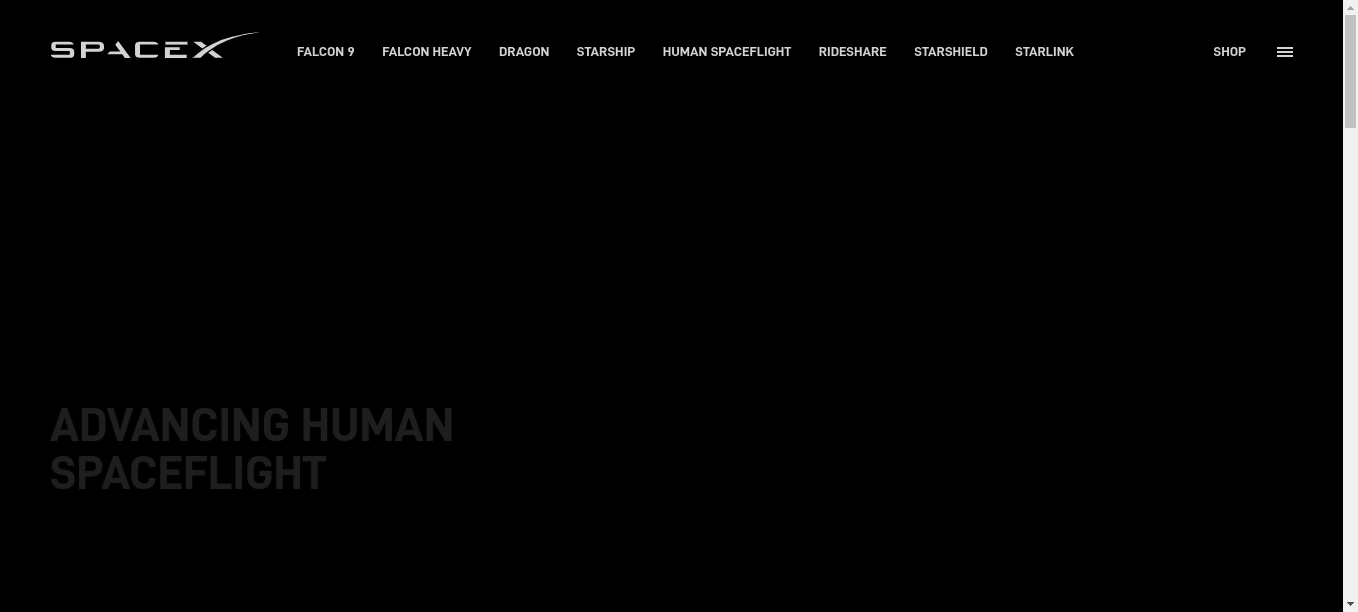 SPACEX
FALCON 9 FALCON HEAVY DRAGON STARSHIP HUMAN SPACEFLIGHT RIDESHARE STARSHIELD STARLINK SHOP
ADVANCING HUMAN
SPACEFLIGHT